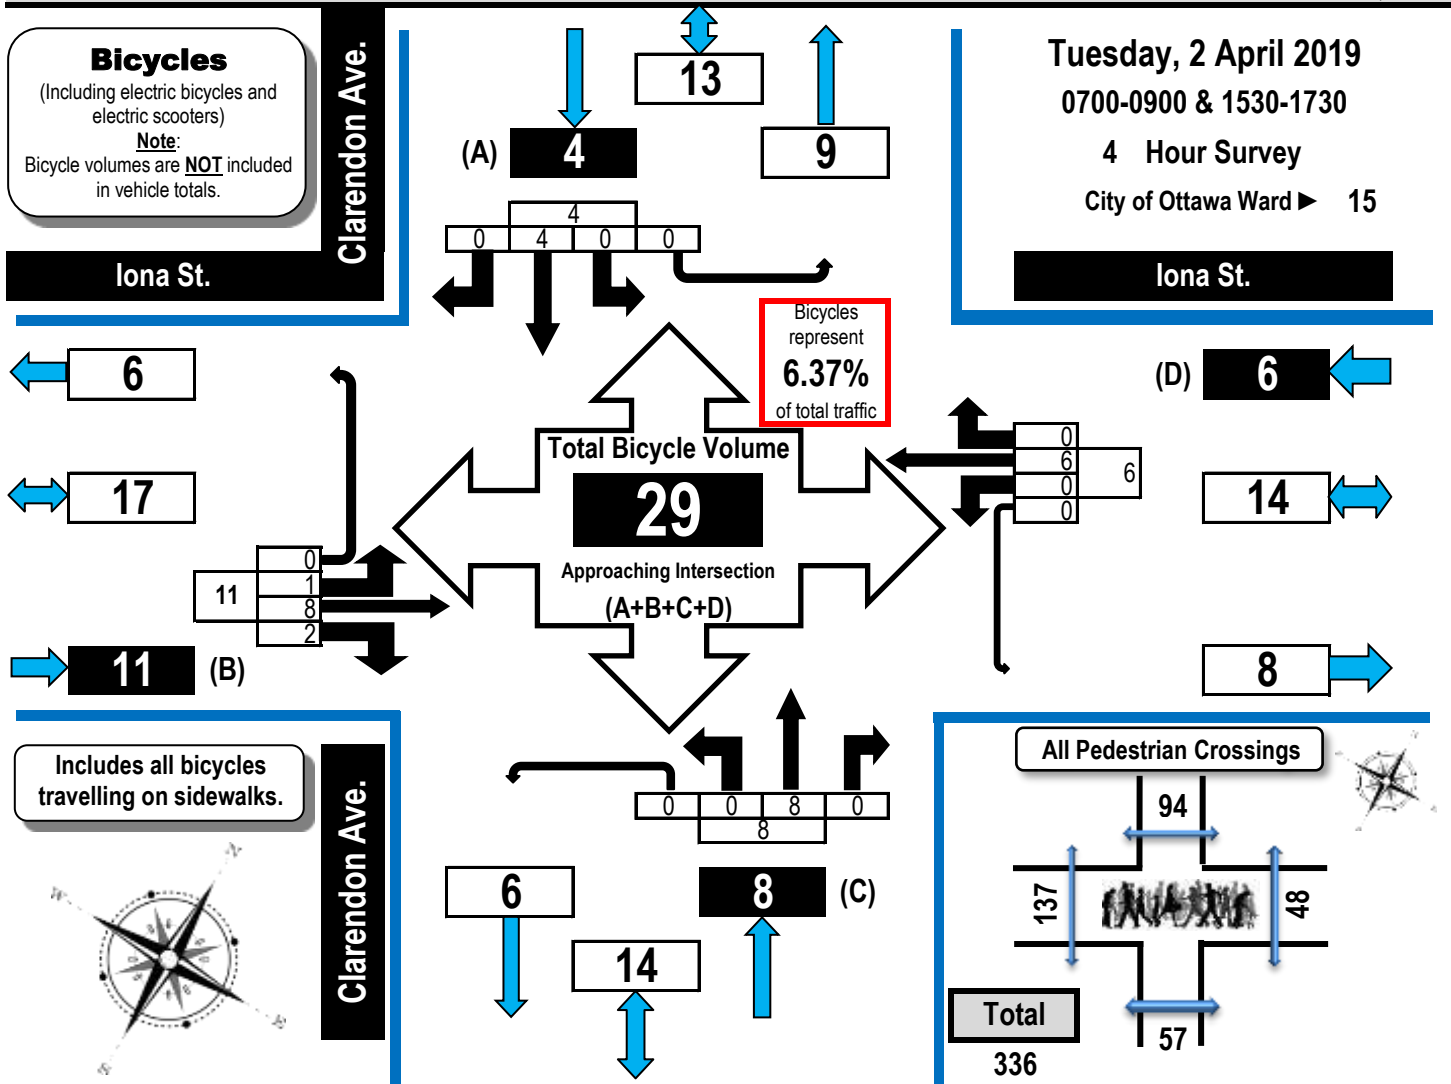 Bicycles
(Including electric bicycles and
electric scooters)
Note:
Bicycle volumes are NOT included
in vehicle totals.
Clarendon Ave.
Iona St.
13
(A) 4
9
4
0 4 0 0
Tuesday, 2 April 2019
0700-0900 & 1530-1730
4 Hour Survey
City of Ottawa Ward ► 15
Iona St.
Bicycles
represent
6.37%
of total traffic
6
17
0
1
8
2
11
11 (B)
Total Bicycle Volume
29
Approaching Intersection
(A+B+C+D)
(D) 6
0
6
0
0
6
14
8
Includes all bicycles
travelling on sidewalks.
N
W
E
S
Clarendon Ave.
0 0 8 0
8
6
8 (C)
14
All Pedestrian Crossings
94
137
48
57
Total
336